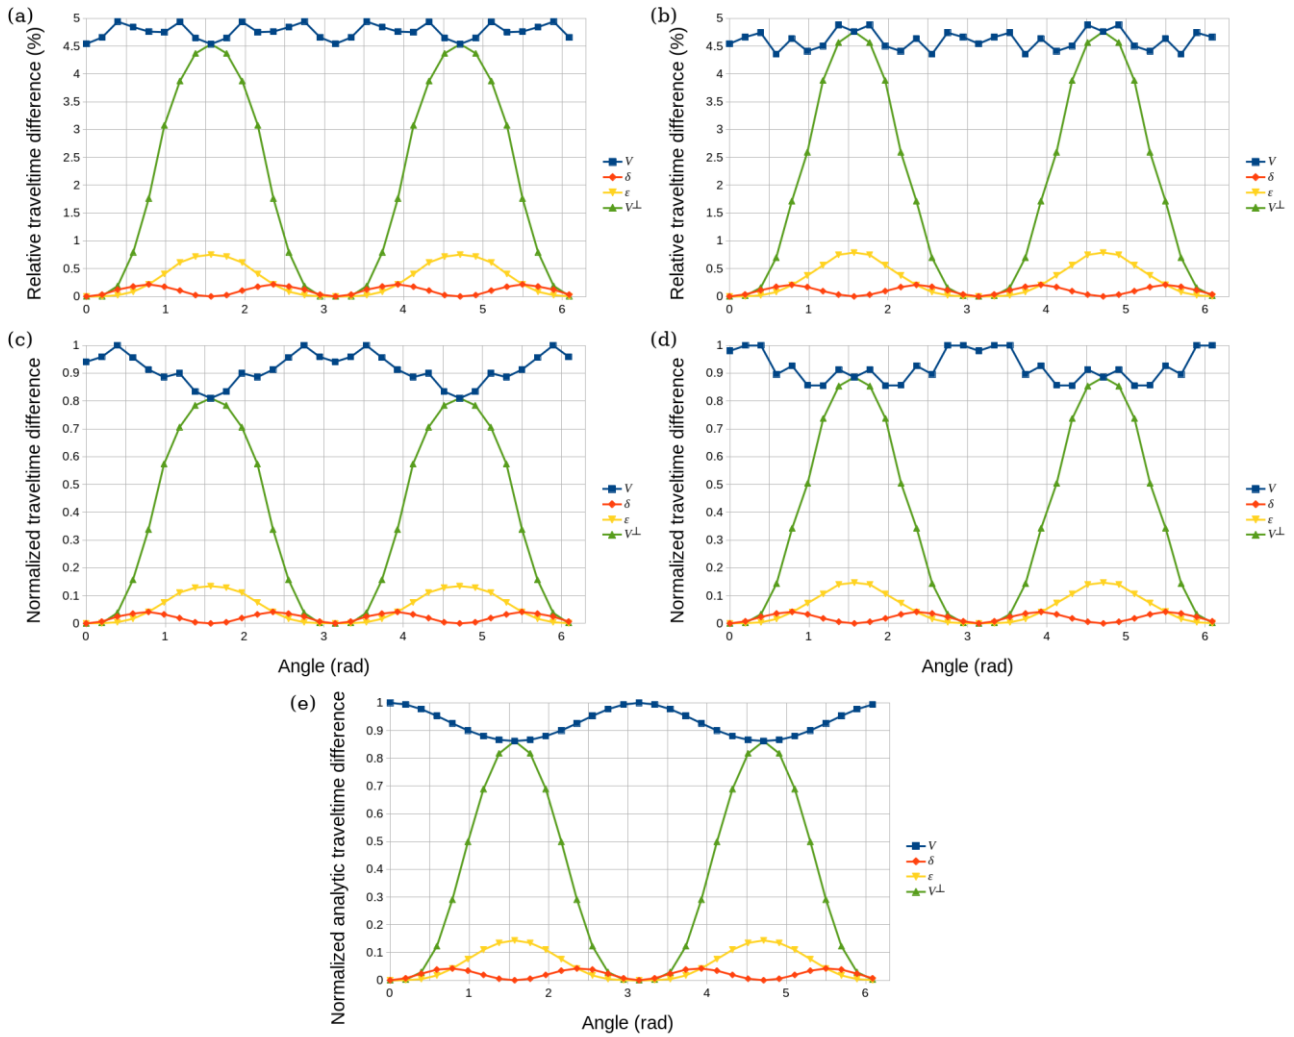 (a)
Relative traveltime difference (%)
5
4.5
4
3.5
3
2.5
2
1.5
1
0.5
0
0 1 2 3 4 5 6
V
δ
ε
V⊥
(b)
Relative traveltime difference (%)
5
4.5
4
3.5
3
2.5
2
1.5
1
0.5
0
0 1 2 3 4 5 6
V
δ
ε
V⊥
(c)
Normalized traveltime difference
1
0.9
0.8
0.7
0.6
0.5
0.4
0.3
0.2
0.1
0
0 1 2 3 4 5 6
Angle (rad)
V
δ
ε
V⊥
(d)
Normalized traveltime difference
1
0.9
0.8
0.7
0.6
0.5
0.4
0.3
0.2
0.1
0
0 1 2 3 4 5 6
Angle (rad)
V
δ
ε
V⊥
(e)
Normalized analytic traveltime difference
1
0.9
0.8
0.7
0.6
0.5
0.4
0.3
0.2
0.1
0
0 1 2 3 4 5 6
Angle (rad)
V
δ
ε
V⊥